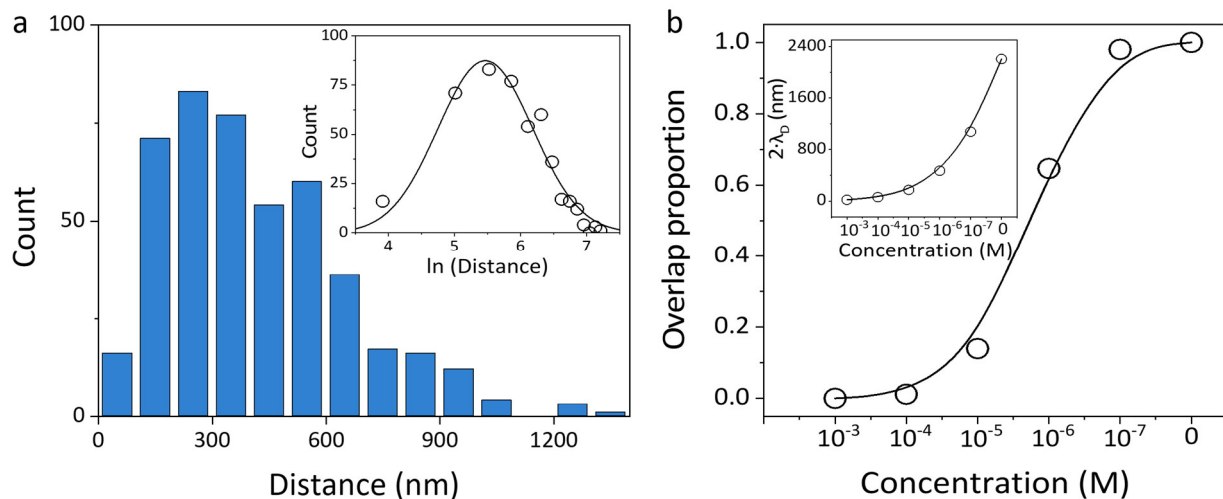 a
100
50
0
Count
0 300 600 900 1200
Distance (nm)
100
75
50
25
0
Count
4 5 6 7
ln (Distance)
b
1.0
0.8
0.6
0.4
0.2
0.0
Overlap proportion
10⁻³ 10⁻⁴ 10⁻⁵ 10⁻⁶ 10⁻⁷ 0
Concentration (M)
2400
1600
800
0
2·λD (nm)
10⁻³ 10⁻⁴ 10⁻⁵ 10⁻⁶ 10⁻⁷ 0
Concentration (M)